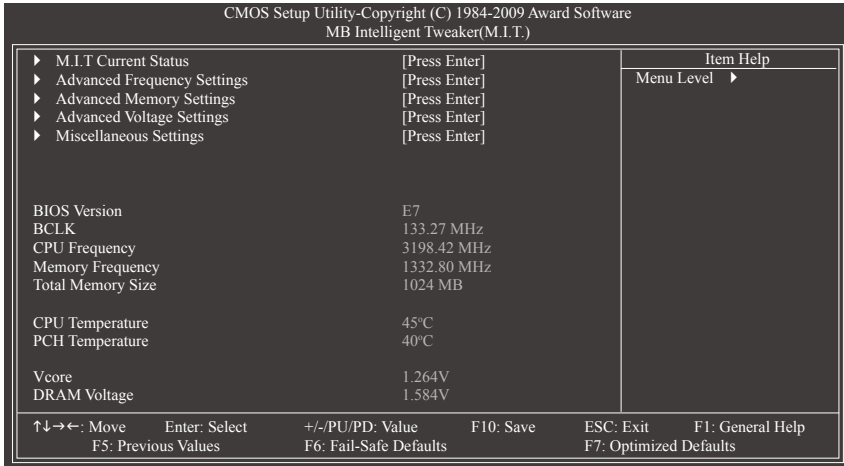 CMOS Setup Utility-Copyright (C) 1984-2009 Award Software
MB Intelligent Tweaker(M.I.T.)
▶ M.I.T Current Status [Press Enter]
▶ Advanced Frequency Settings [Press Enter]
▶ Advanced Memory Settings [Press Enter]
▶ Advanced Voltage Settings [Press Enter]
▶ Miscellaneous Settings [Press Enter]
Item Help
Menu Level ▶
BIOS Version E7
BCLK 133.27 MHz
CPU Frequency 3198.42 MHz
Memory Frequency 1332.80 MHz
Total Memory Size 1024 MB
CPU Temperature 45°C
PCH Temperature 40°C
Vcore 1.264V
DRAM Voltage 1.584V
↑↓→←: Move Enter: Select +/-/PU/PD: Value F10: Save ESC: Exit F1: General Help
F5: Previous Values F6: Fail-Safe Defaults F7: Optimized Defaults